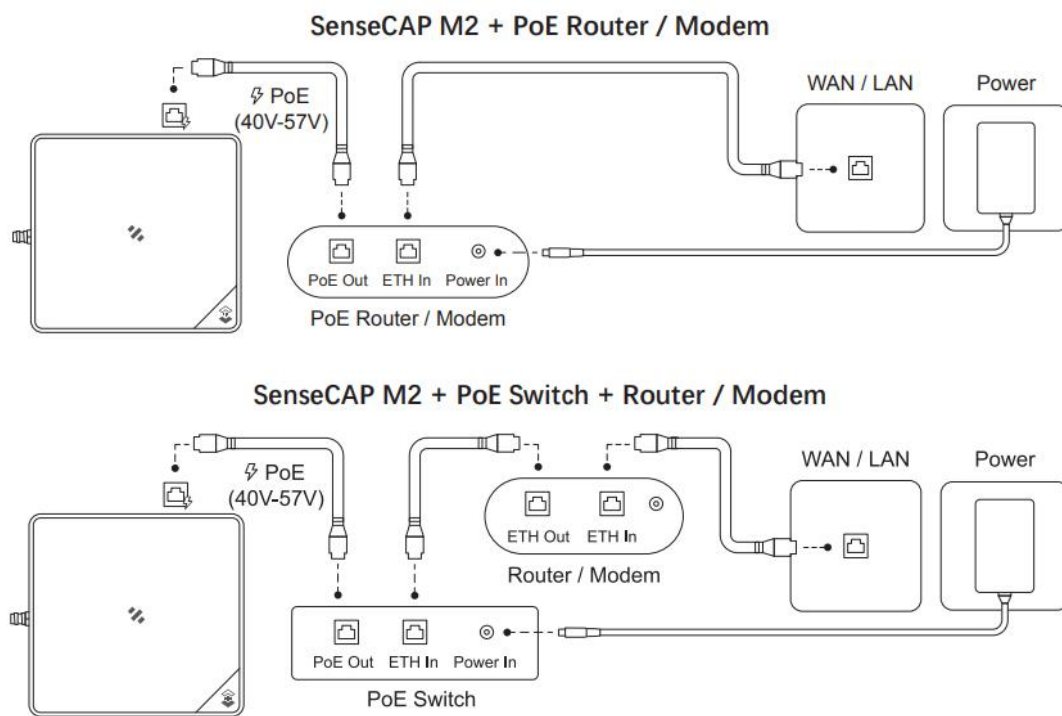 SenseCAP M2 + PoE Router / Modem
WAN / LAN
Power
PoE
(40V-57V)
PoE Out
ETH In
Power In
PoE Router / Modem
SenseCAP M2 + PoE Switch + Router / Modem
WAN / LAN
Power
PoE
(40V-57V)
ETH Out
ETH In
Router / Modem
PoE Out
ETH In
Power In
PoE Switch